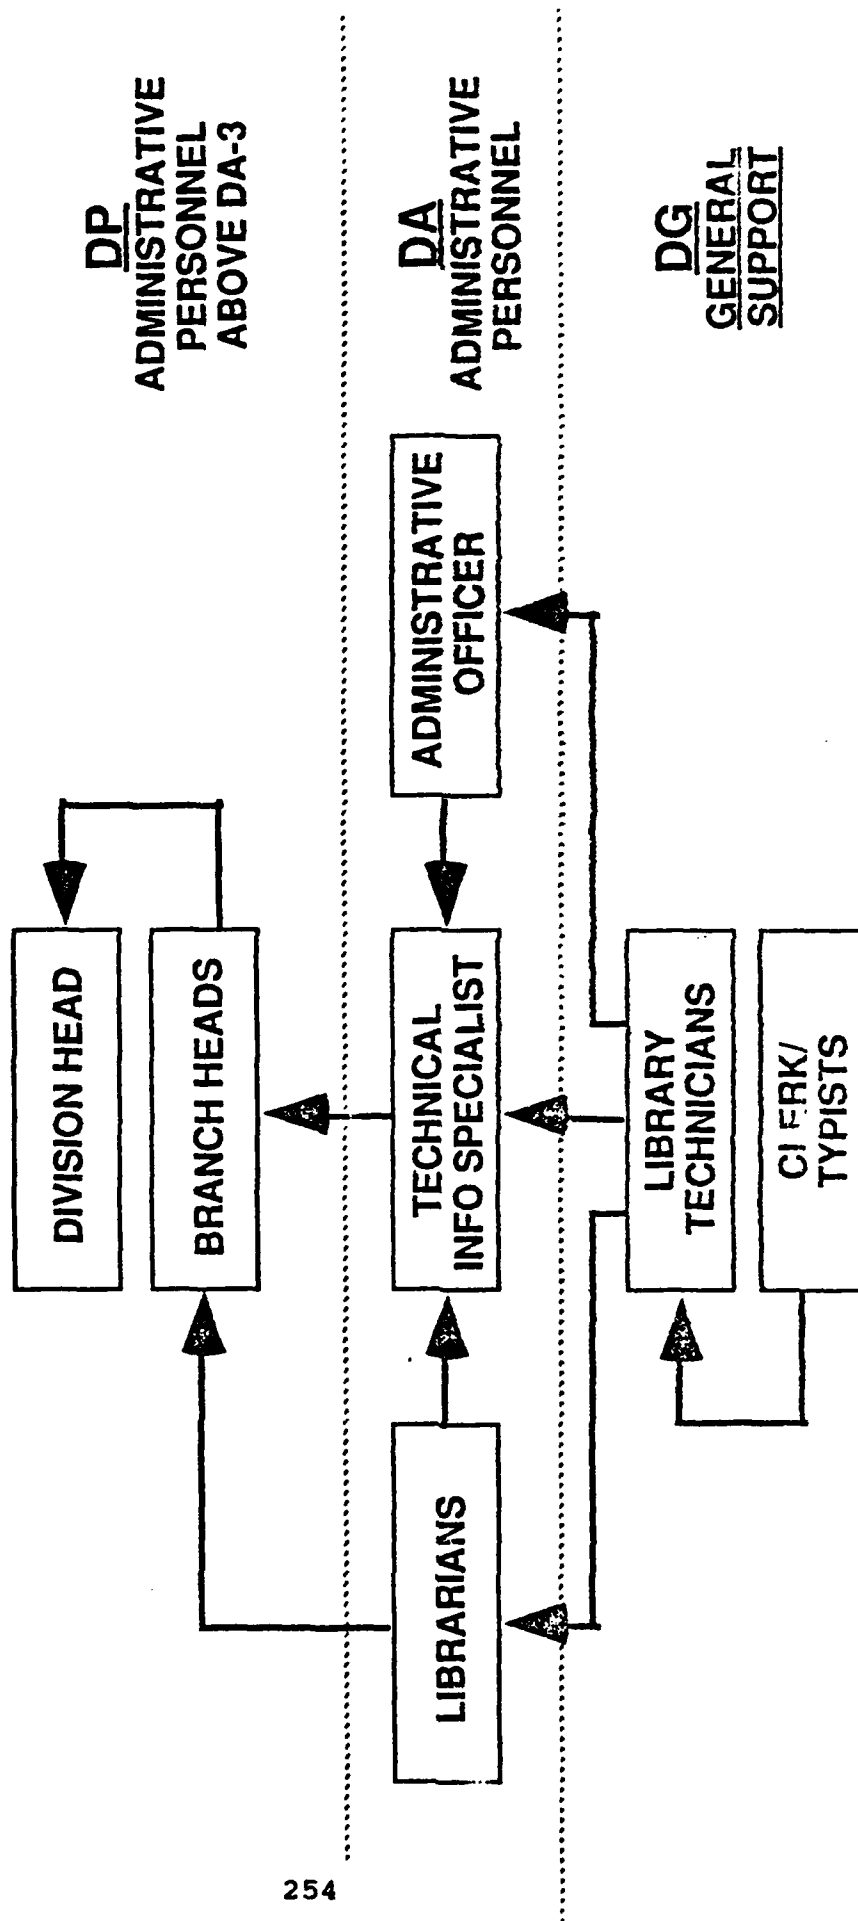 DIVISION HEAD
BRANCH HEADS
DP
ADMINISTRATIVE
PERSONNEL
ABOVE DA-3
LIBRARIANS
TECHNICAL
INFO SPECIALIST
ADMINISTRATIVE
OFFICER
DA
ADMINISTRATIVE
PERSONNEL
LIBRARY
TECHNICIANS
CLERK/
TYPISTS
DG
GENERAL
SUPPORT
254